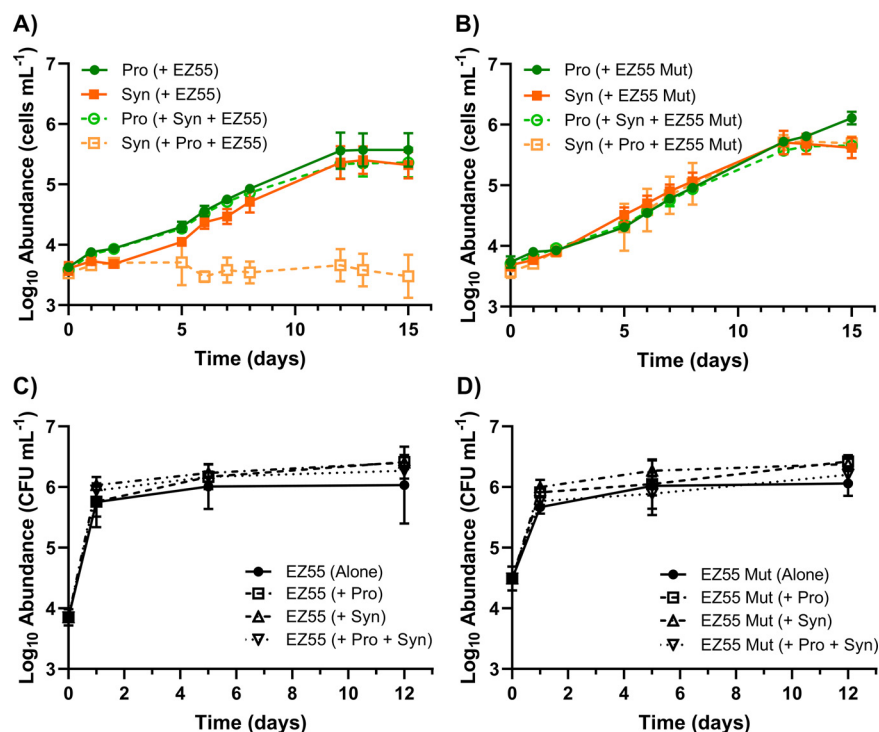 A)
Log10 Abundance (cells mL⁻¹)
7
6
5
4
3
Pro (+ EZ55)
Syn (+ EZ55)
Pro (+ Syn + EZ55)
Syn (+ Pro + EZ55)
0
5
10
15
Time (days)
B)
Log10 Abundance (cells mL⁻¹)
7
6
5
4
3
Pro (+ EZ55 Mut)
Syn (+ EZ55 Mut)
Pro (+ Syn + EZ55 Mut)
Syn (+ Pro + EZ55 Mut)
0
5
10
15
Time (days)
C)
Log10 Abundance (CFU mL⁻¹)
7
6
5
4
3
EZ55 (Alone)
EZ55 (+ Pro)
EZ55 (+ Syn)
EZ55 (+ Pro + Syn)
0
2
4
6
8
10
12
Time (days)
D)
Log10 Abundance (CFU mL⁻¹)
7
6
5
4
3
EZ55 Mut (Alone)
EZ55 Mut (+ Pro)
EZ55 Mut (+ Syn)
EZ55 Mut (+ Pro + Syn)
0
2
4
6
8
10
12
Time (days)